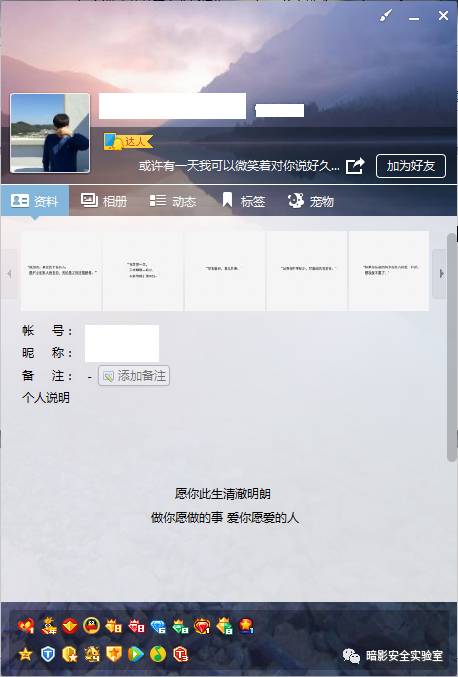 达人
或许有一天我可以微笑着对你说好久...
加为好友
资料 相册 动态 标签 宠物
帐 号：
昵 称：
备 注： - 添加备注
个人说明
愿你此生清澈明朗
做你愿做的事 爱你愿爱的人
暗影安全实验室